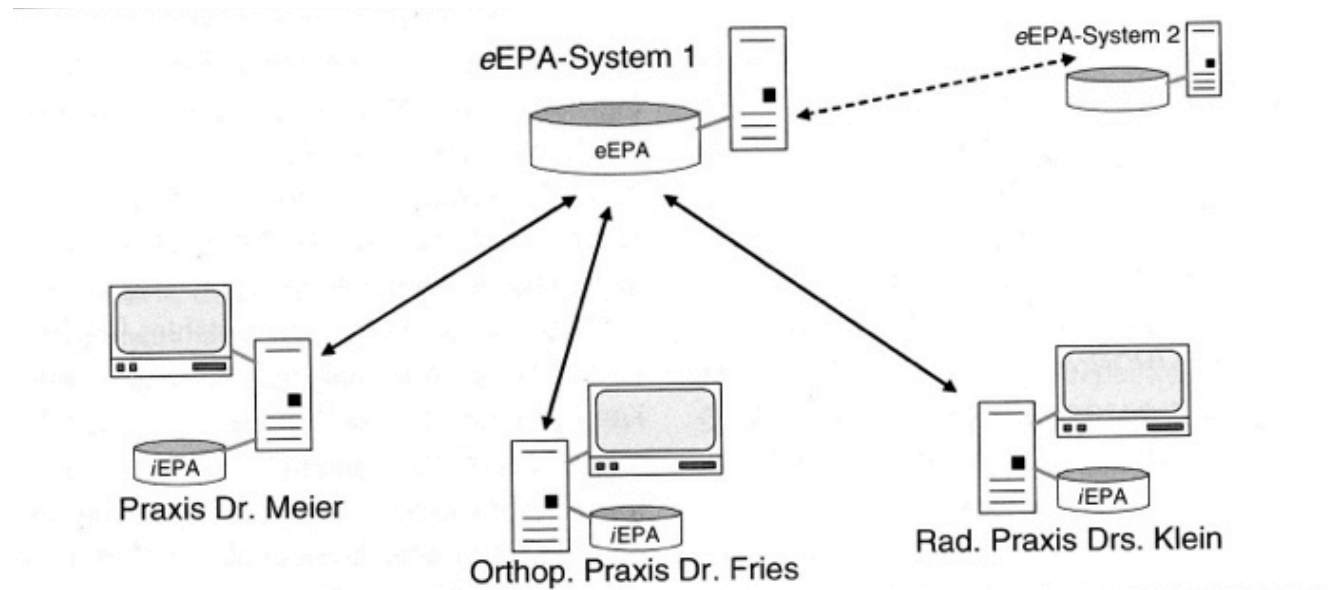 eEPA-System 1
eEPA-System 2
eEPA
iEPA
Praxis Dr. Meier
iEPA
Orthop. Praxis Dr. Fries
iEPA
Rad. Praxis Drs. Klein